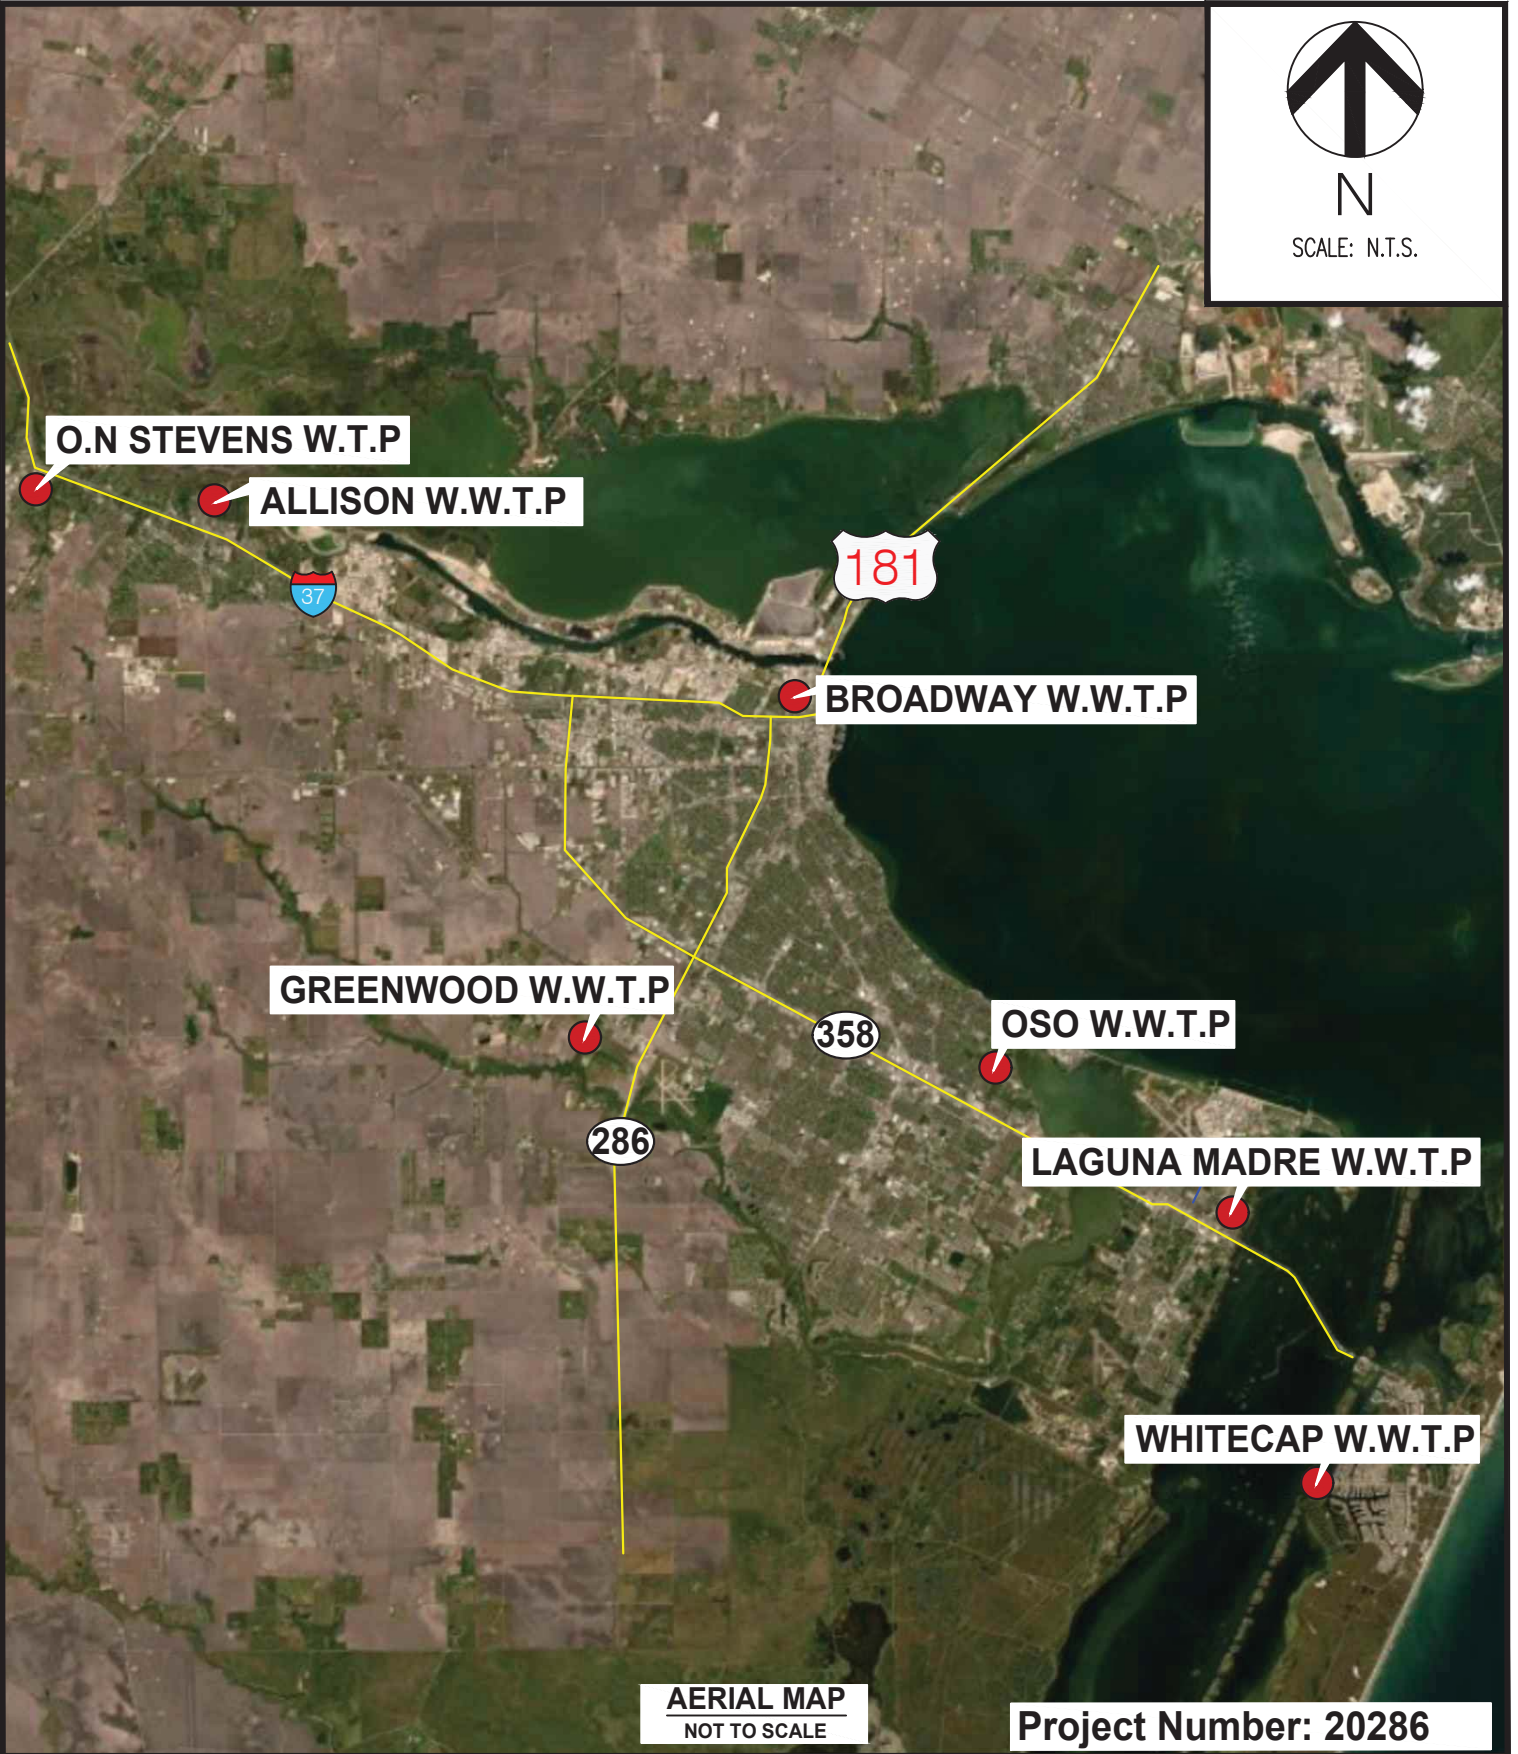 N
SCALE: N.T.S.
O.N STEVENS W.T.P
ALLISON W.W.T.P
181
37
BROADWAY W.W.T.P
GREENWOOD W.W.T.P
358
OSO W.W.T.P
286
LAGUNA MADRE W.W.T.P
WHITECAP W.W.T.P
AERIAL MAP
NOT TO SCALE
Project Number: 20286